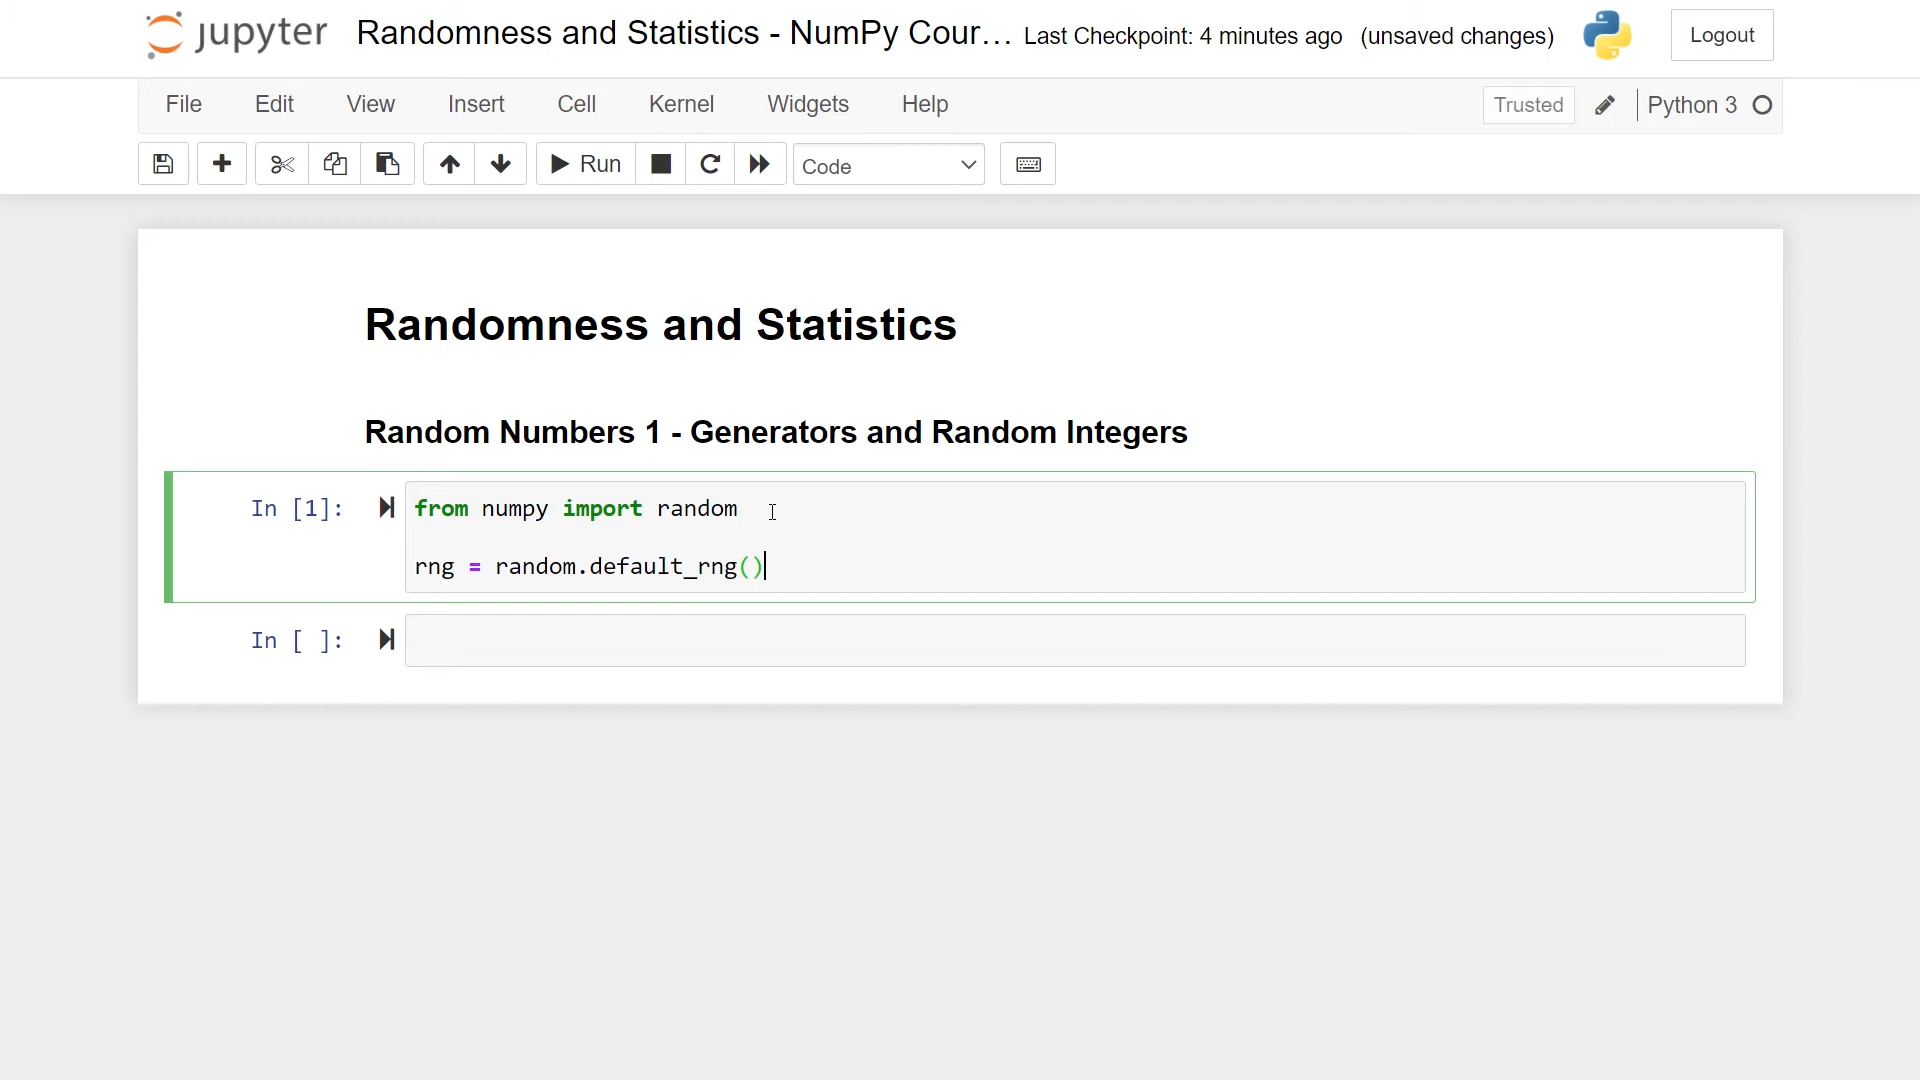 jupyter Randomness and Statistics - NumPy Cour... Last Checkpoint: 4 minutes ago (unsaved changes) Logout
File Edit View Insert Cell Kernel Widgets Help Trusted Python 3
Run Code
Randomness and Statistics
Random Numbers 1 - Generators and Random Integers
In [1]: from numpy import random
rng = random.default_rng()
In [ ]: